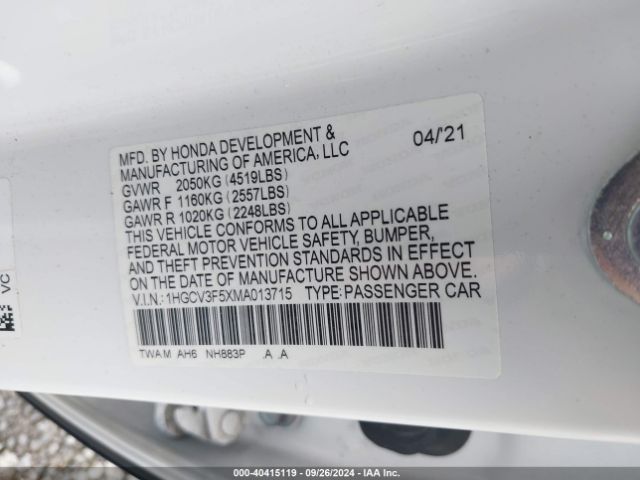 MFD. BY HONDA DEVELOPMENT & 04/'21
MANUFACTURING OF AMERICA, LLC
GVWR 2050KG (4519LBS)
GAWR F 1160KG (2557LBS)
GAWR R 1020KG (2248LBS)
THIS VEHICLE CONFORMS TO ALL APPLICABLE
FEDERAL MOTOR VEHICLE SAFETY, BUMPER,
AND THEFT PREVENTION STANDARDS IN EFFECT
ON THE DATE OF MANUFACTURE SHOWN ABOVE.
V.I.N.: 1HGCV3F5XMA013715 TYPE: PASSENGER CAR
TWAM AH6 NH883P .A .A
VC
000-40415119 | 09/26/2024 | IAA Inc.